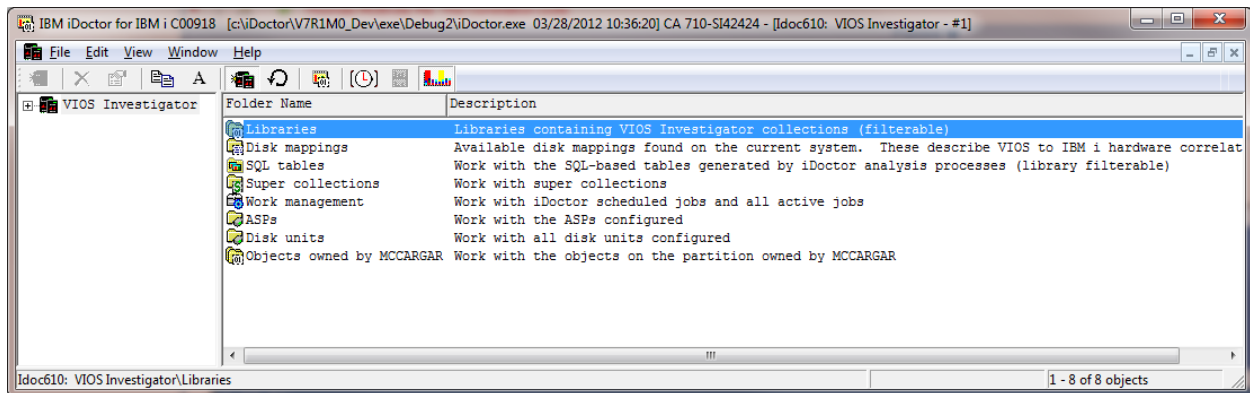 IBM iDoctor for IBM i C00918 [c:\iDoctor\V7R1M0_Dev\exe\Debug2\iDoctor.exe 03/28/2012 10:36:20] CA 710-SI42424 - [Idoc610: VIOS Investigator - #1]
File Edit View Window Help
A
VIOS Investigator
Folder Name Description
Libraries Libraries containing VIOS Investigator collections (filterable)
Disk mappings Available disk mappings found on the current system. These describe VIOS to IBM i hardware correlat
SQL tables Work with the SQL-based tables generated by iDoctor analysis processes (library filterable)
Super collections Work with super collections
Work management Work with iDoctor scheduled jobs and all active jobs
ASPs Work with the ASPs configured
Disk units Work with all disk units configured
Objects owned by MCCARGAR Work with the objects on the partition owned by MCCARGAR
Idoc610: VIOS Investigator\Libraries 1 - 8 of 8 objects